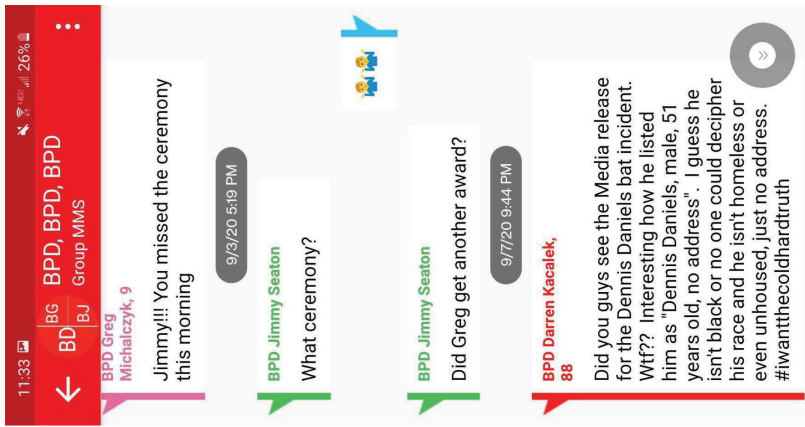 11:33
4G 26%
BD BG BJ
BPD, BPD, BPD
Group MMS
BPD Greg
Michalczyk, 9
Jimmy!!! You missed the ceremony
this morning
9/3/20 5:19 PM
BPD Jimmy Seaton
What ceremony?
BPD Jimmy Seaton
Did Greg get another award?
9/7/20 9:44 PM
BPD Darren Kacalek,
88
Did you guys see the Media release
for the Dennis Daniels bat incident.
Wtf?? Interesting how he listed
him as "Dennis Daniels, male, 51
years old, no address". I guess he
isn't black or no one could decipher
his race and he isn't homeless or
even unhoused, just no address.
#iwantthecoldhardtruth